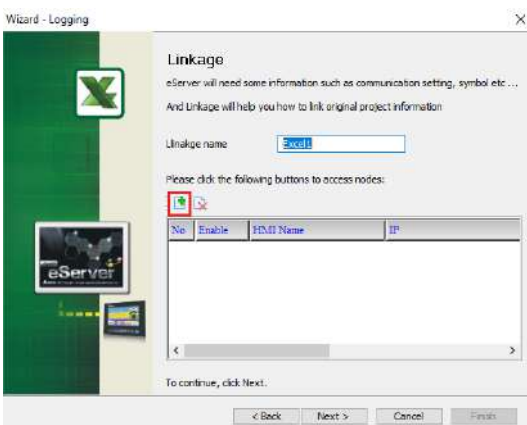 Wizard - Logging
Linkage
eServer will need some information such as communication setting, symbol etc ...
And Linkage will help you how to link original project information
Llinakge name
Excel1
Please click the following buttons to access nodes:
No Enable HMI Name IP
eServer
To continue, click Next.
< Back Next > Cancel Finish